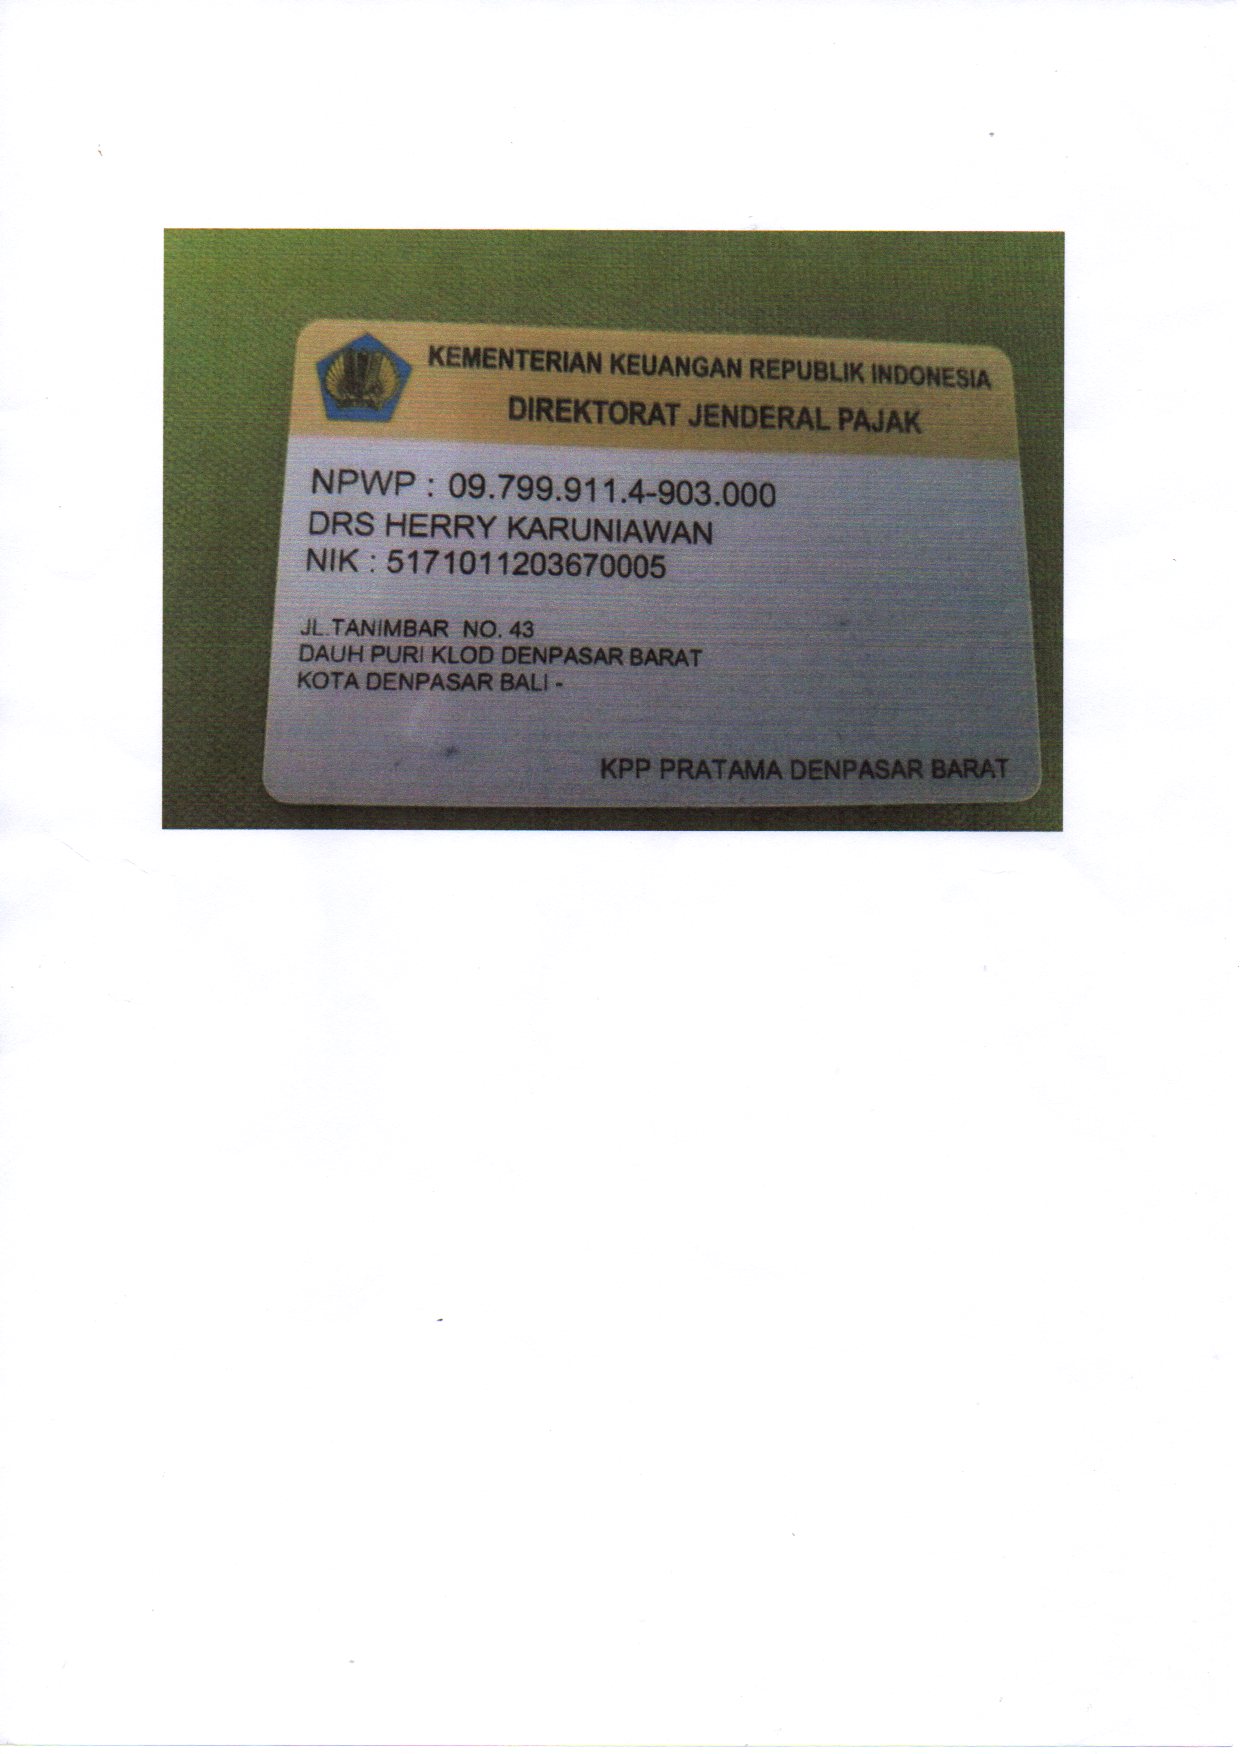 KEMENTERIAN KEUANGAN REPUBLIK INDONESIA
DIREKTORAT JENDERAL PAJAK
NPWP : 09.799.911.4-903.000
DRS HERRY KARUNIAWAN
NIK : 5171011203670005
JL.TANIMBAR NO. 43
DAUH PURI KLOD DENPASAR BARAT
KOTA DENPASAR BALI -
KPP PRATAMA DENPASAR BARAT